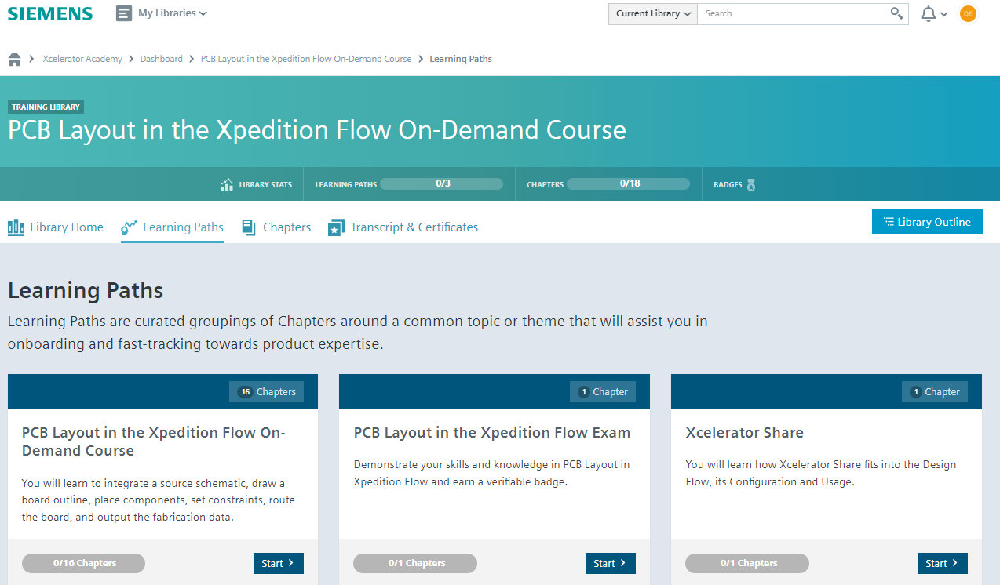 SIEMENS
My Libraries
Current Library
Search
DE
Xcelerator Academy
Dashboard
PCB Layout in the Xpedition Flow On-Demand Course
Learning Paths
TRAINING LIBRARY
PCB Layout in the Xpedition Flow On-Demand Course
LIBRARY STATS
LEARNING PATHS
0/3
CHAPTERS
0/18
BADGES
Library Home
Learning Paths
Chapters
Transcript & Certificates
Library Outline
Learning Paths
Learning Paths are curated groupings of Chapters around a common topic or theme that will assist you in
onboarding and fast-tracking towards product expertise.
16 Chapters
PCB Layout in the Xpedition Flow On-
Demand Course
You will learn to integrate a source schematic, draw a
board outline, place components, set constraints, route
the board, and output the fabrication data.
0/16 Chapters
Start
1 Chapter
PCB Layout in the Xpedition Flow Exam
Demonstrate your skills and knowledge in PCB Layout in
Xpedition Flow and earn a verifiable badge.
0/1 Chapters
Start
1 Chapter
Xcelerator Share
You will learn how Xcelerator Share fits into the Design
Flow, its Configuration and Usage.
0/1 Chapters
Start